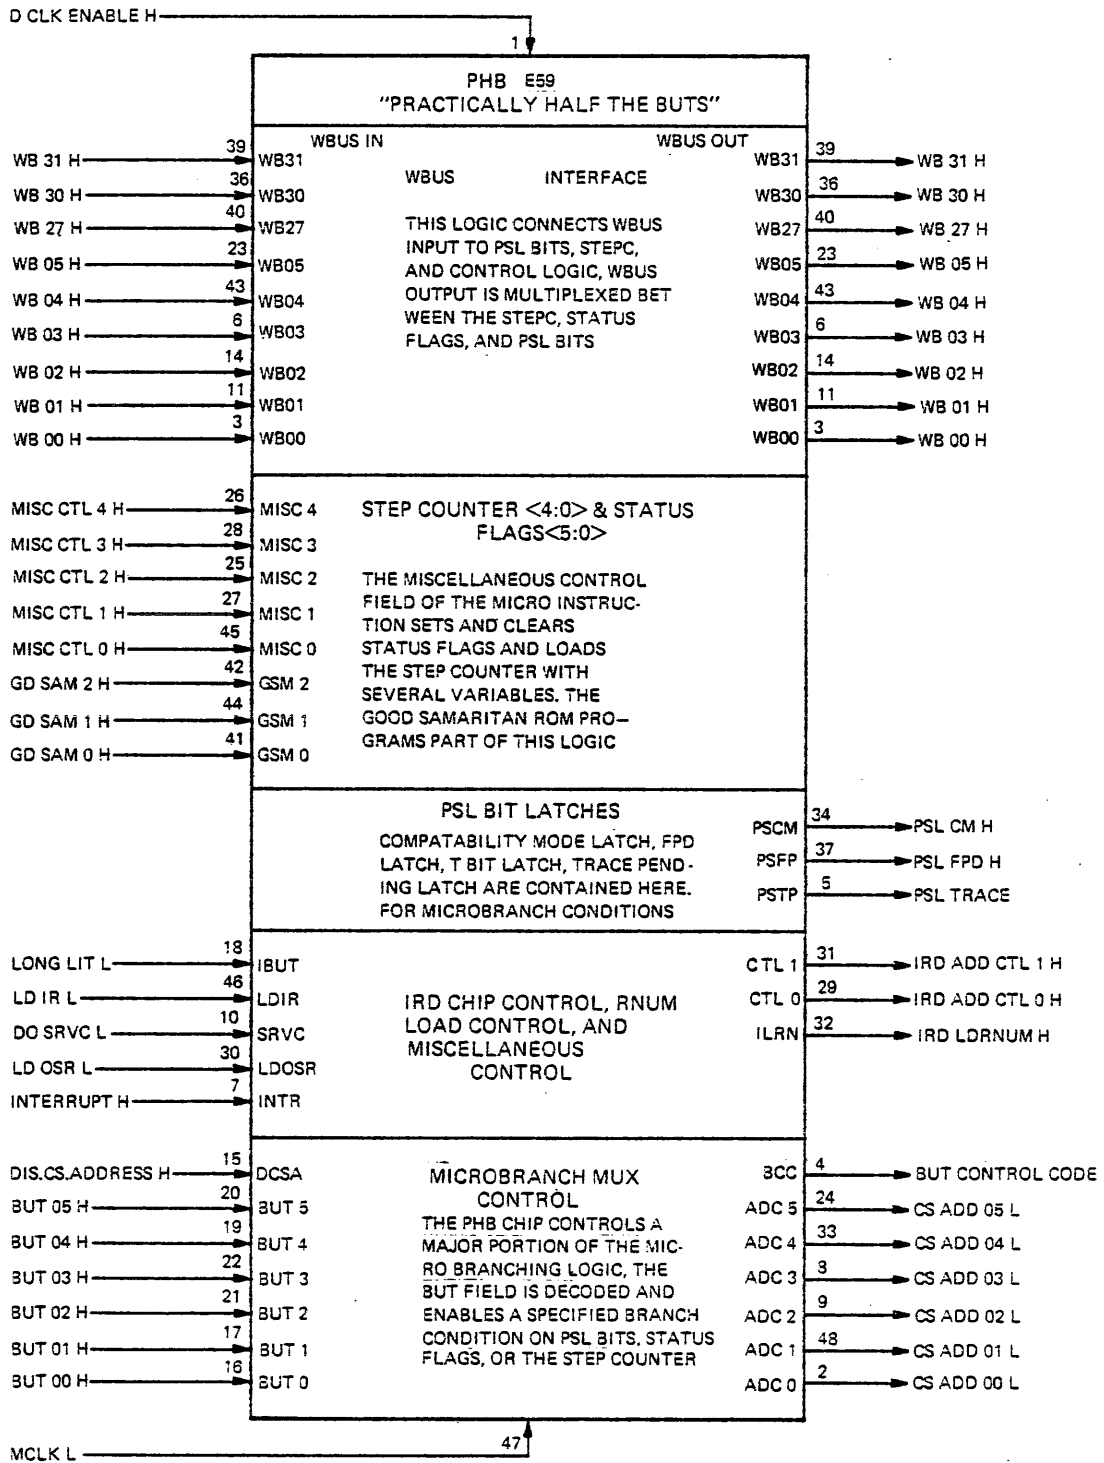 D CLK ENABLE H
1
PHB E59
"PRACTICALLY HALF THE BUTS"
WBUS IN WBUS OUT
WBUS INTERFACE
THIS LOGIC CONNECTS WBUS
INPUT TO PSL BITS, STEPC,
AND CONTROL LOGIC, WBUS
OUTPUT IS MULTIPLEXED BET
WEEN THE STEPC, STATUS
FLAGS, AND PSL BITS
WB 31 H 39 WB31 WB31 39 WB 31 H
WB 30 H 36 WB30 WB30 36 WB 30 H
WB 27 H 40 WB27 WB27 40 WB 27 H
WB 05 H 23 WB05 WB05 23 WB 05 H
WB 04 H 43 WB04 WB04 43 WB 04 H
WB 03 H 6 WB03 WB03 6 WB 03 H
WB 02 H 14 WB02 WB02 14 WB 02 H
WB 01 H 11 WB01 WB01 11 WB 01 H
WB 00 H 3 WB00 WB00 3 WB 00 H
MISC CTL 4 H 26 MISC 4
MISC CTL 3 H 28 MISC 3
MISC CTL 2 H 25 MISC 2
MISC CTL 1 H 27 MISC 1
MISC CTL 0 H 45 MISC 0
GD SAM 2 H 42 GSM 2
GD SAM 1 H 44 GSM 1
GD SAM 0 H 41 GSM 0
STEP COUNTER <4:0> & STATUS
FLAGS<5:0>
THE MISCELLANEOUS CONTROL
FIELD OF THE MICRO INSTRUC-
TION SETS AND CLEARS
STATUS FLAGS AND LOADS
THE STEP COUNTER WITH
SEVERAL VARIABLES. THE
GOOD SAMARITAN ROM PRO-
GRAMS PART OF THIS LOGIC
PSL BIT LATCHES
COMPATABILITY MODE LATCH, FPD
LATCH, T BIT LATCH, TRACE PEND-
ING LATCH ARE CONTAINED HERE.
FOR MICROBRANCH CONDITIONS
PSCM 34 PSL CM H
PSFP 37 PSL FPD H
PSTP 5 PSL TRACE
LONG LIT L 18 IBUT
LD IR L 46 LDIR
DO SRVC L 10 SRVC
LD OSR L 30 LDOSR
INTERRUPT H 7 INTR
IRD CHIP CONTROL, RNUM
LOAD CONTROL, AND
MISCELLANEOUS
CONTROL
CTL 1 31 IRD ADD CTL 1 H
CTL 0 29 IRD ADD CTL 0 H
ILRN 32 IRD LDRNUM H
DIS.CS.ADDRESS H 15 DCSA
BUT 05 H 20 BUT 5
BUT 04 H 19 BUT 4
BUT 03 H 22 BUT 3
BUT 02 H 21 BUT 2
BUT 01 H 17 BUT 1
BUT 00 H 16 BUT 0
MICROBRANCH MUX
CONTROL
THE PHB CHIP CONTROLS A
MAJOR PORTION OF THE MIC-
RO BRANCHING LOGIC, THE
BUT FIELD IS DECODED AND
ENABLES A SPECIFIED BRANCH
CONDITION ON PSL BITS, STATUS
FLAGS, OR THE STEP COUNTER
BCC 4 BUT CONTROL CODE
ADC 5 24 CS ADD 05 L
ADC 4 33 CS ADD 04 L
ADC 3 8 CS ADD 03 L
ADC 2 9 CS ADD 02 L
ADC 1 48 CS ADD 01 L
ADC 0 2 CS ADD 00 L
47
MCLK L